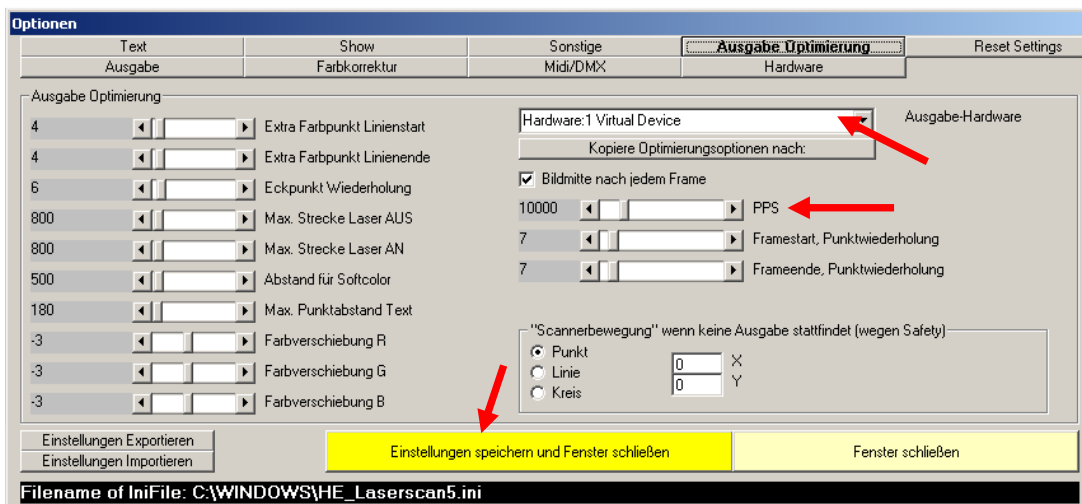 Optionen
Text Show Sonstige Ausgabe Optimierung Reset Settings
Ausgabe Farbkorrektur Midi/DMX Hardware
Ausgabe Optimierung
4 Extra Farbpunkt Linienstart
4 Extra Farbpunkt Linienende
6 Eckpunkt Wiederholung
800 Max. Strecke Laser AUS
800 Max. Strecke Laser AN
500 Abstand für Softcolor
180 Max. Punktabstand Text
-3 Farbverschiebung R
-3 Farbverschiebung G
-3 Farbverschiebung B
Hardware:1 Virtual Device Ausgabe-Hardware
Kopiere Optimierungsoptionen nach:
Bildmitte nach jedem Frame
10000 PPS
7 Framestart, Punktwiederholung
7 Frameende, Punktwiederholung
"Scannerbewegung" wenn keine Ausgabe stattfindet (wegen Safety)
Punkt
Linie
Kreis
0 X
0 Y
Einstellungen Exportieren
Einstellungen Importieren
Einstellungen speichern und Fenster schließen
Fenster schließen
Filename of IniFile: C:\WINDOWS\HE_Laserscan5.ini